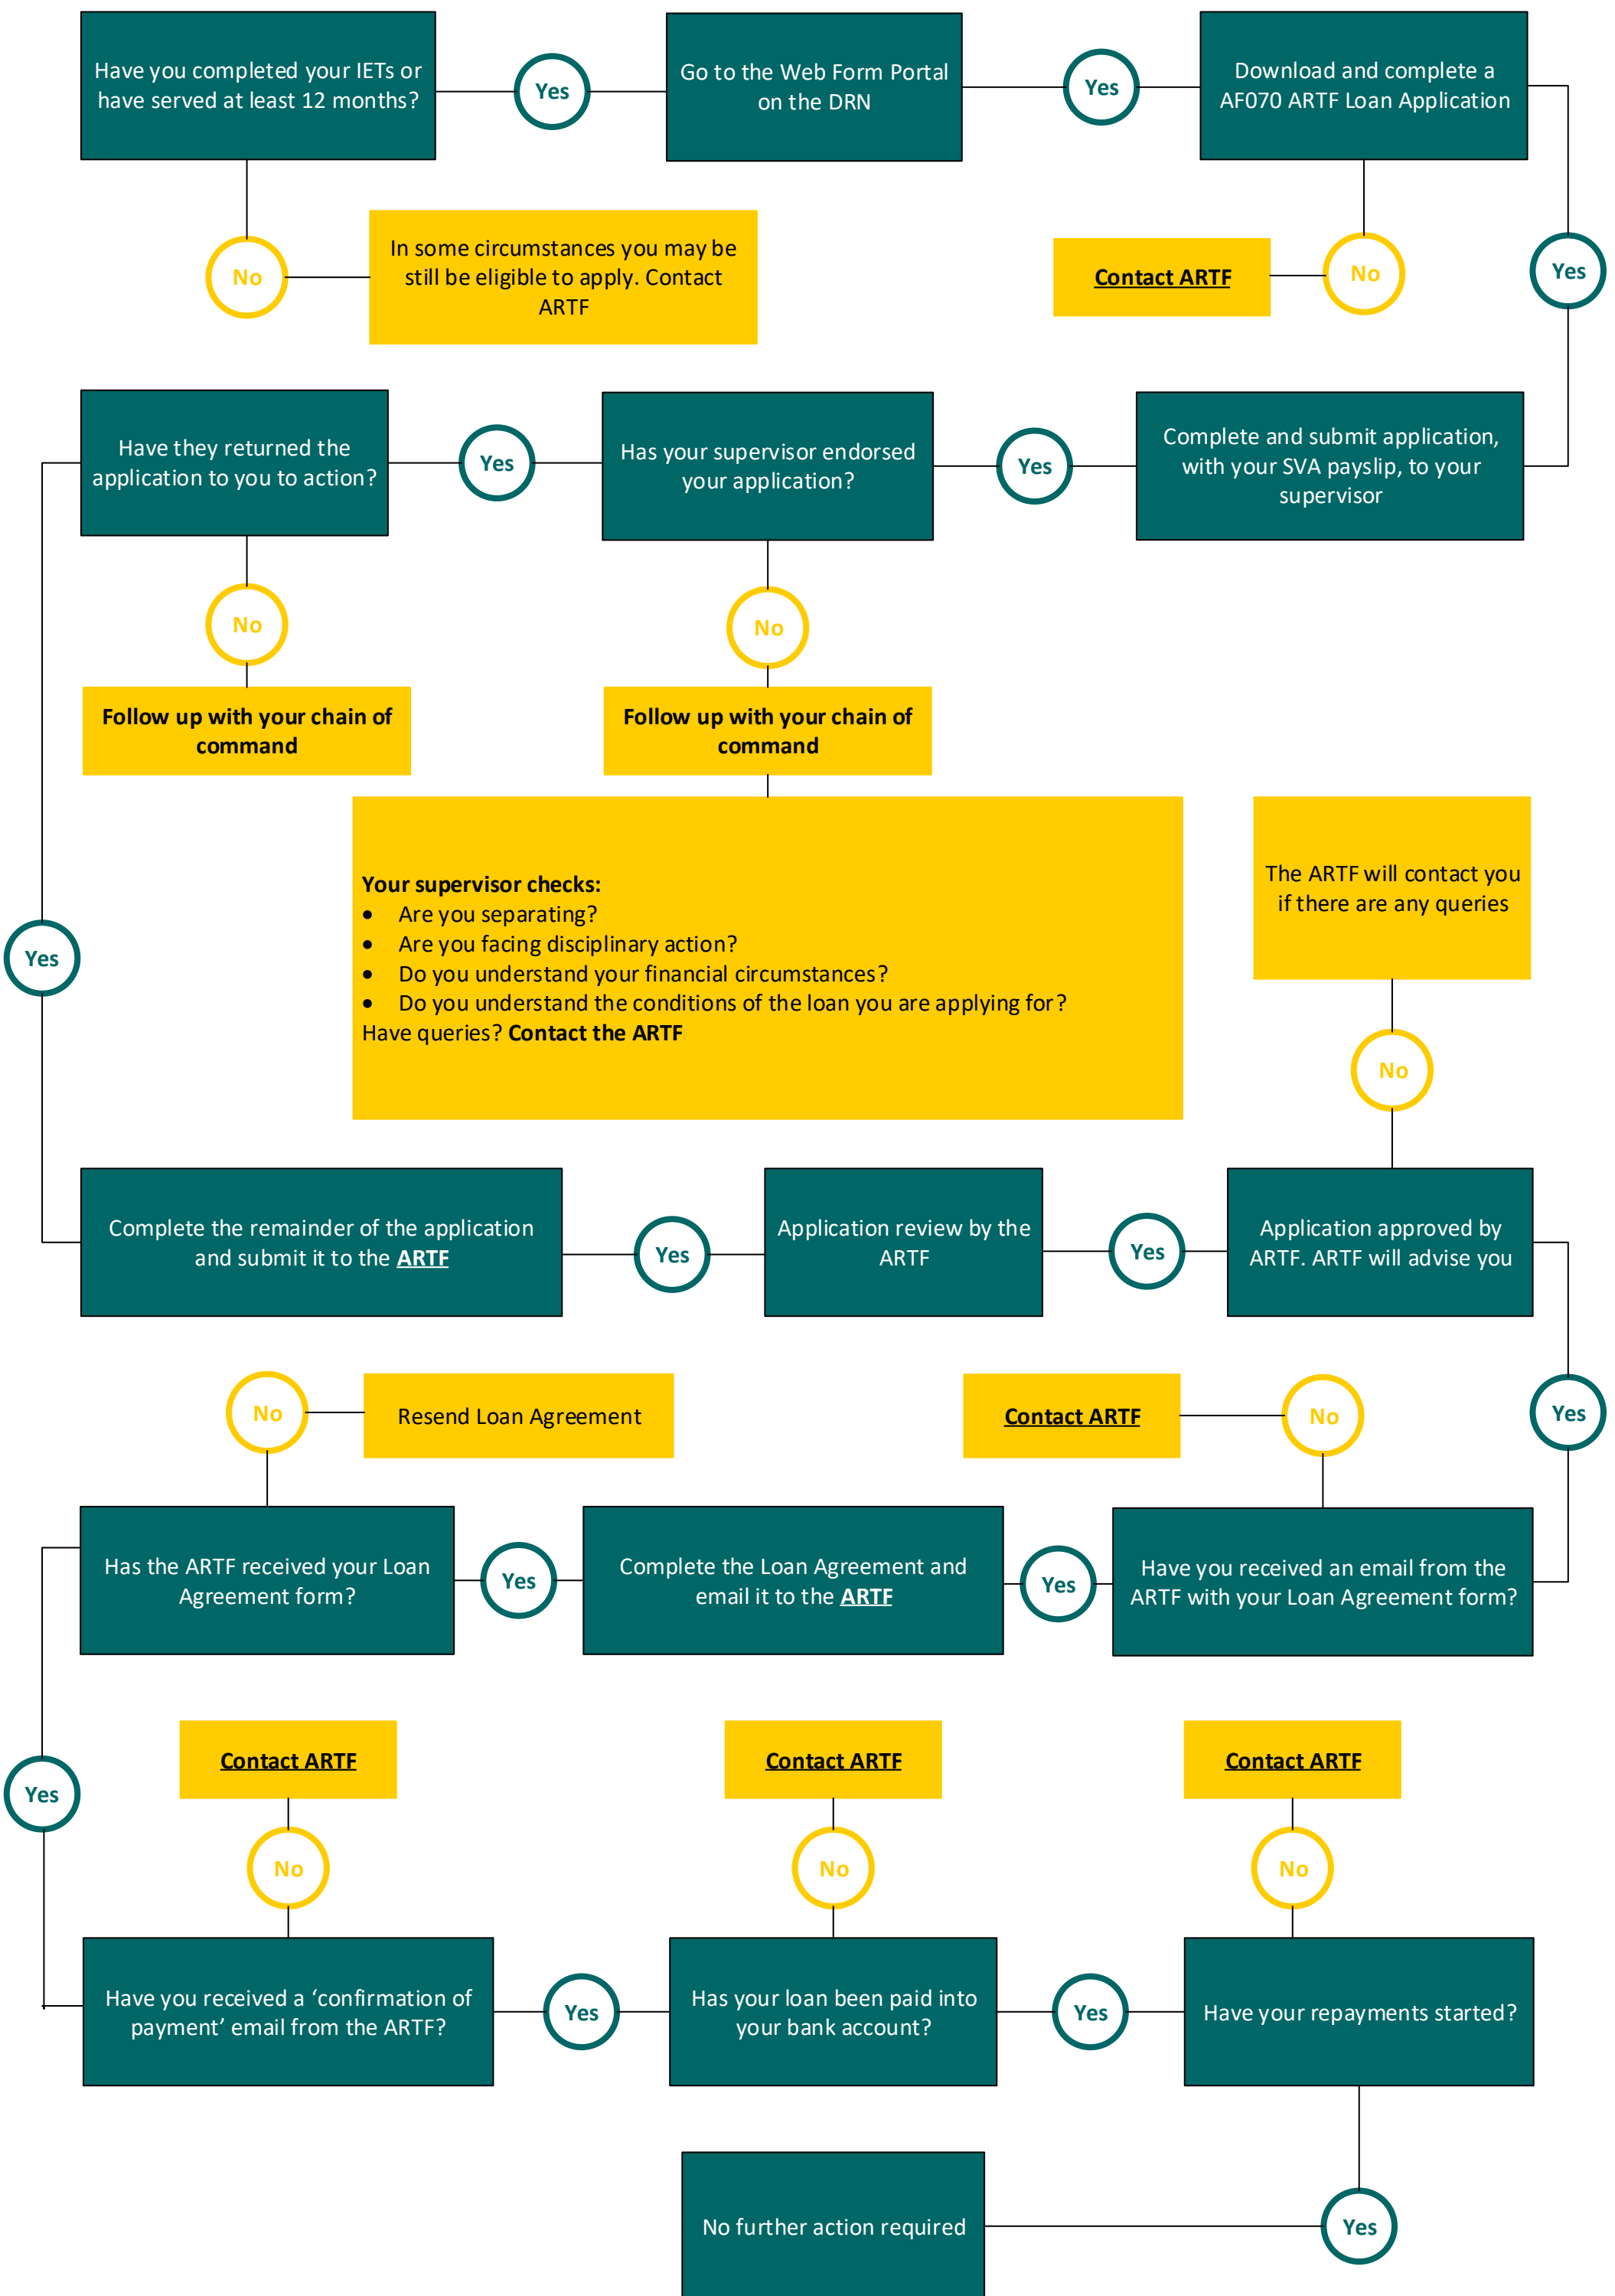 Have you completed your IETs or
have served at least 12 months?
Yes
Go to the Web Form Portal
on the DRN
Yes
Download and complete a
AF070 ARTF Loan Application
No
In some circumstances you may be
still be eligible to apply. Contact
ARTF
Contact ARTF
No
Yes
Have they returned the
application to you to action?
Yes
Has your supervisor endorsed
your application?
Yes
Complete and submit application,
with your SVA payslip, to your
supervisor
No
No
Follow up with your chain of
command
Follow up with your chain of
command
Your supervisor checks:
• Are you separating?
• Are you facing disciplinary action?
• Do you understand your financial circumstances?
• Do you understand the conditions of the loan you are applying for?
Have queries? Contact the ARTF
The ARTF will contact you
if there are any queries
Yes
No
Complete the remainder of the application
and submit it to the ARTF
Yes
Application review by the
ARTF
Yes
Application approved by
ARTF. ARTF will advise you
No
Resend Loan Agreement
Contact ARTF
No
Yes
Has the ARTF received your Loan
Agreement form?
Yes
Complete the Loan Agreement and
email it to the ARTF
Yes
Have you received an email from the
ARTF with your Loan Agreement form?
Contact ARTF
Contact ARTF
Contact ARTF
Yes
No
No
No
Have you received a ‘confirmation of
payment’ email from the ARTF?
Yes
Has your loan been paid into
your bank account?
Yes
Have your repayments started?
No further action required
Yes